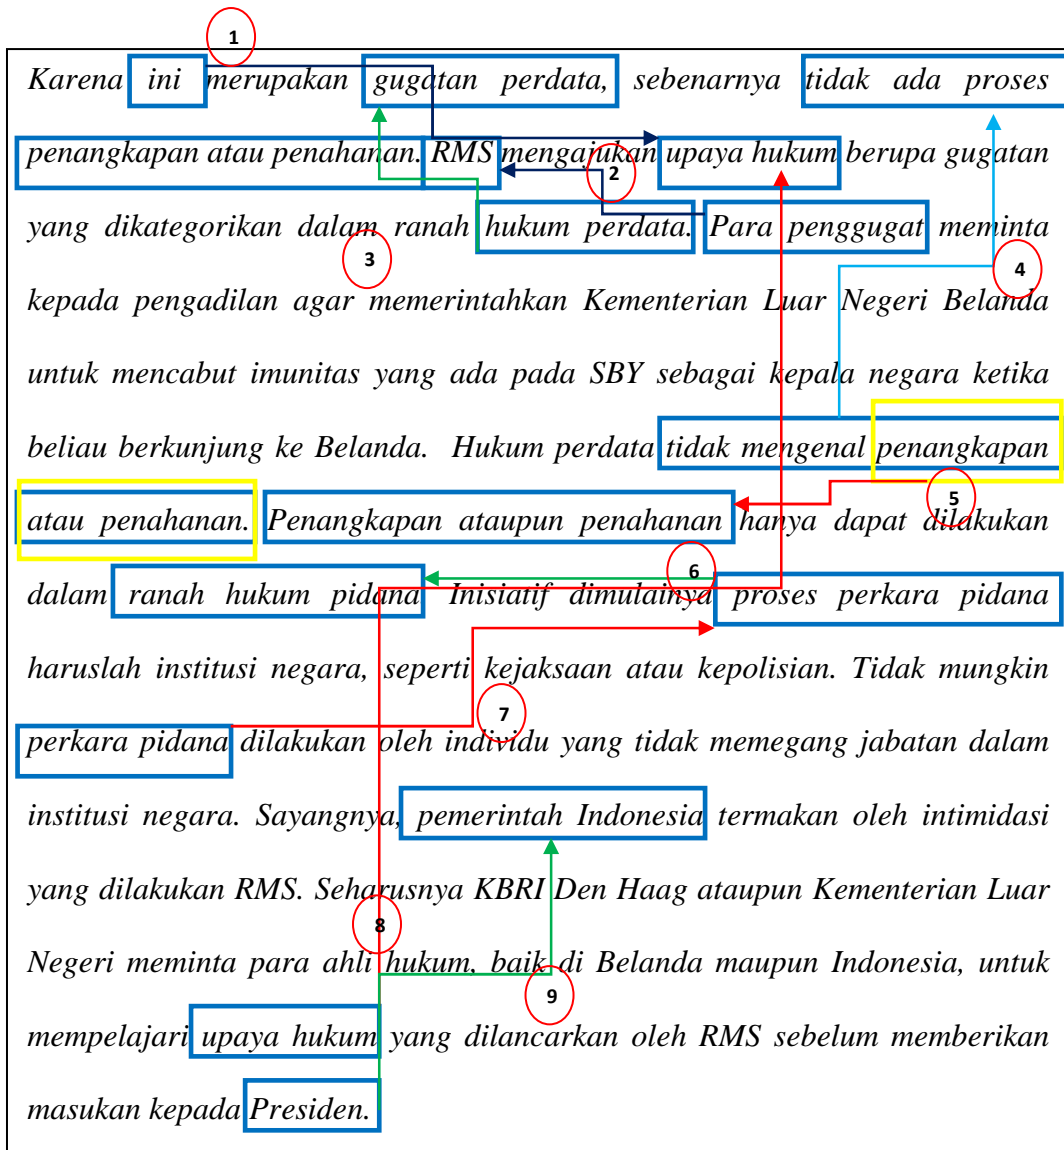 1
Karena ini merupakan gugatan perdata, sebenarnya tidak ada proses
penangkapan atau penahanan. RMS mengajukan upaya hukum berupa gugatan
2
yang dikategorikan dalam ranah hukum perdata. Para penggugat meminta
3
4
kepada pengadilan agar memerintahkan Kementerian Luar Negeri Belanda
untuk mencabut imunitas yang ada pada SBY sebagai kepala negara ketika
beliau berkunjung ke Belanda. Hukum perdata tidak mengenal penangkapan
5
atau penahanan. Penangkapan ataupun penahanan hanya dapat dilakukan
6
dalam ranah hukum pidana Inisiatif dimulainya proses perkara pidana
haruslah institusi negara, seperti kejaksaan atau kepolisian. Tidak mungkin
7
perkara pidana dilakukan oleh individu yang tidak memegang jabatan dalam
institusi negara. Sayangnya, pemerintah Indonesia termakan oleh intimidasi
yang dilakukan RMS. Seharusnya KBRI Den Haag ataupun Kementerian Luar
8
Negeri meminta para ahli hukum, baik di Belanda maupun Indonesia, untuk
9
mempelajari upaya hukum yang dilancarkan oleh RMS sebelum memberikan
masukan kepada Presiden.